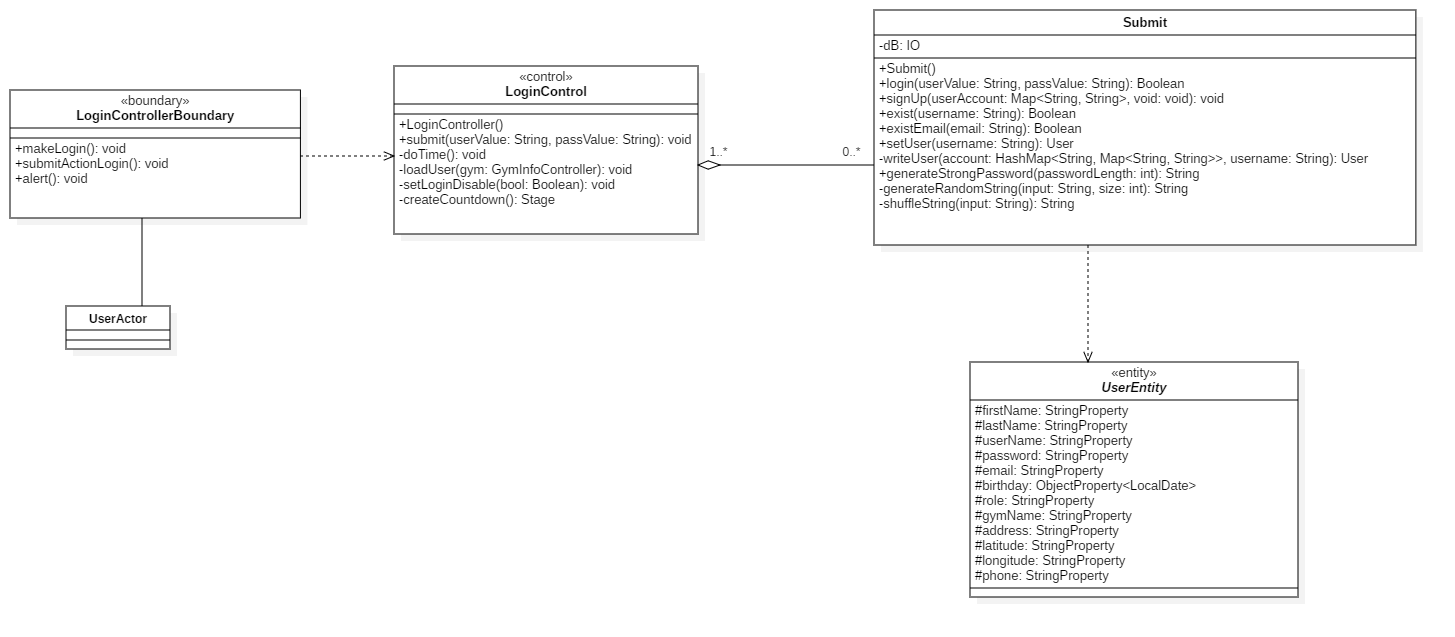 «boundary»
LoginControllerBoundary
+makeLogin(): void
+submitActionLogin(): void
+alert(): void
UserActor
«control»
LoginControl
+LoginController()
+submit(userValue: String, passValue: String): void
-doTime(): void
-loadUser(gym: GymInfoController): void
-setLoginDisable(bool: Boolean): void
-createCountdown(): Stage
1..*
0..*
Submit
-dB: IO
+Submit()
+login(userValue: String, passValue: String): Boolean
+signUp(userAccount: Map<String, String>, void: void): void
+exist(username: String): Boolean
+existEmail(email: String): Boolean
+setUser(username: String): User
-writeUser(account: HashMap<String, Map<String, String>>, username: String): User
+generateStrongPassword(passwordLength: int): String
-generateRandomString(input: String, size: int): String
-shuffleString(input: String): String
«entity»
UserEntity
#firstName: StringProperty
#lastName: StringProperty
#userName: StringProperty
#password: StringProperty
#email: StringProperty
#birthday: ObjectProperty<LocalDate>
#role: StringProperty
#gymName: StringProperty
#address: StringProperty
#latitude: StringProperty
#longitude: StringProperty
#phone: StringProperty